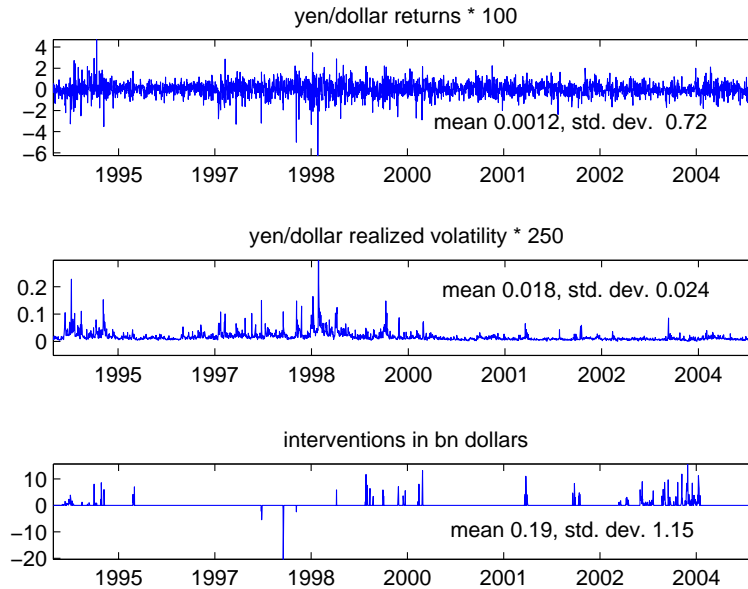 yen/dollar returns * 100
4
2
0
−2
−4
−6
mean 0.0012, std. dev. 0.72
1995 1997 1998 2000 2001 2002 2004
yen/dollar realized volatility * 250
0.2
0.1
0
mean 0.018, std. dev. 0.024
1995 1997 1998 2000 2001 2002 2004
interventions in bn dollars
10
0
−10
−20
mean 0.19, std. dev. 1.15
1995 1997 1998 2000 2001 2002 2004